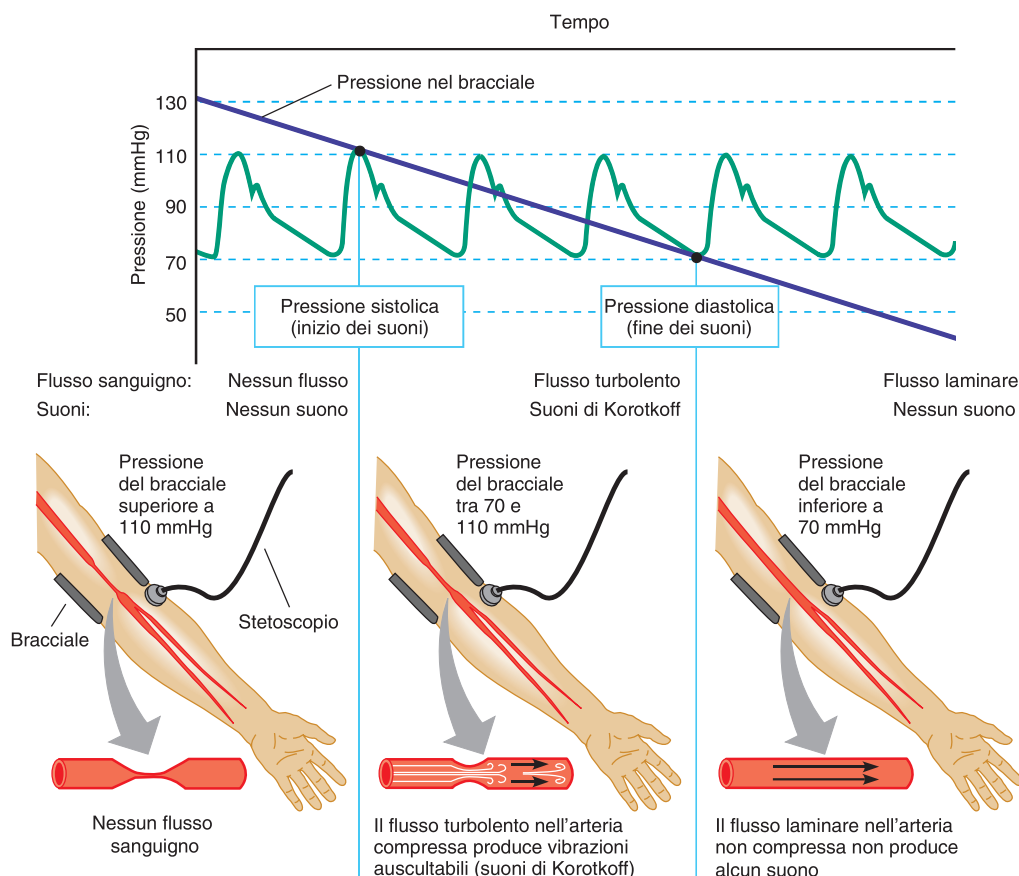 Tempo
Pressione nel bracciale
Pressione (mmHg)
130
110
90
70
50
Pressione sistolica
(inizio dei suoni)
Pressione diastolica
(fine dei suoni)
Flusso sanguigno: Nessun flusso Flusso turbolento Flusso laminare
Suoni: Nessun suono Suoni di Korotkoff Nessun suono
Pressione
del bracciale
superiore a
110 mmHg
Stetoscopio
Bracciale
Nessun flusso
sanguigno
Pressione
del bracciale
tra 70 e
110 mmHg
Il flusso turbolento nell’arteria
compressa produce vibrazioni
auscultabili (suoni di Korotkoff)
Pressione
del bracciale
inferiore a
70 mmHg
Il flusso laminare nell’arteria
non compressa non produce
alcun suono